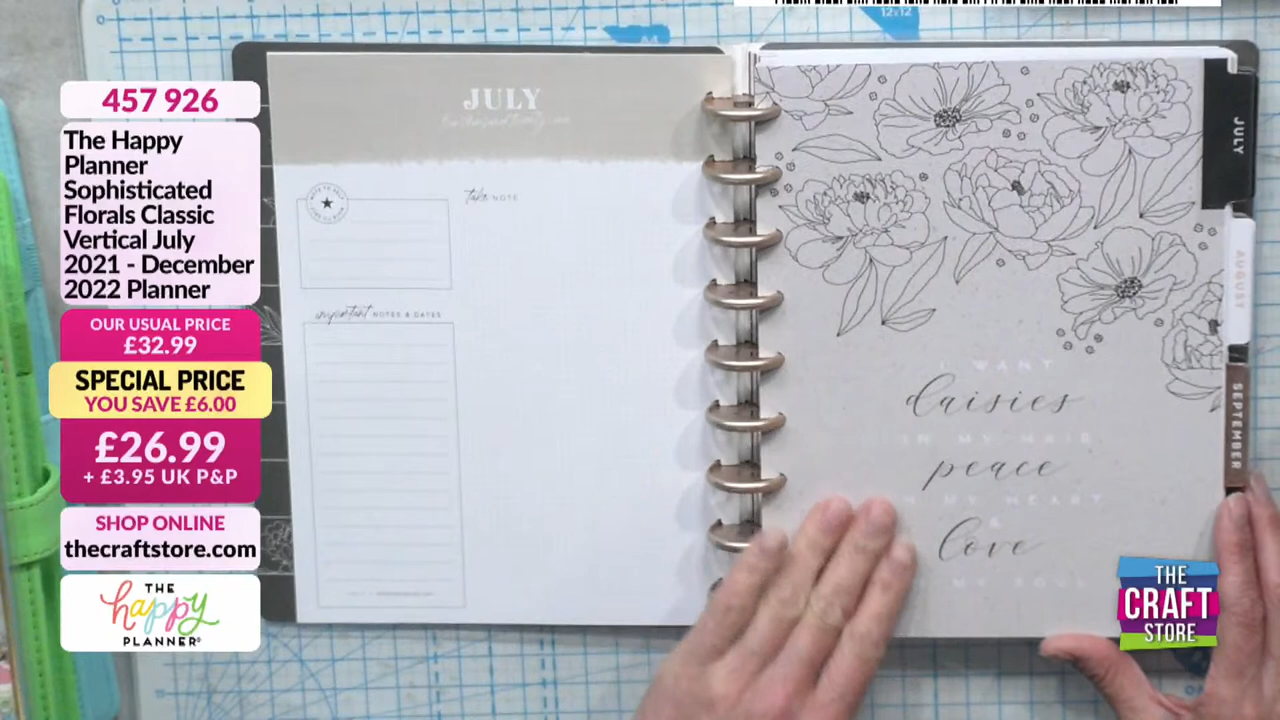 457 926
The Happy
Planner
Sophisticated
Florals Classic
Vertical July
2021 - December
2022 Planner
OUR USUAL PRICE
£32.99
SPECIAL PRICE
YOU SAVE £6.00
£26.99
+ £3.95 UK P&P
SHOP ONLINE
thecraftstore.com
THE
happy
PLANNER®
JULY
take NOTE
important NOTES & DATES
12x12
I WANT
daisies
IN MY HAIR
peace
IN MY HEART
&
love
MY SOUL
JULY
AUGUST
SEPTEMBER
THE
CRAFT
STORE